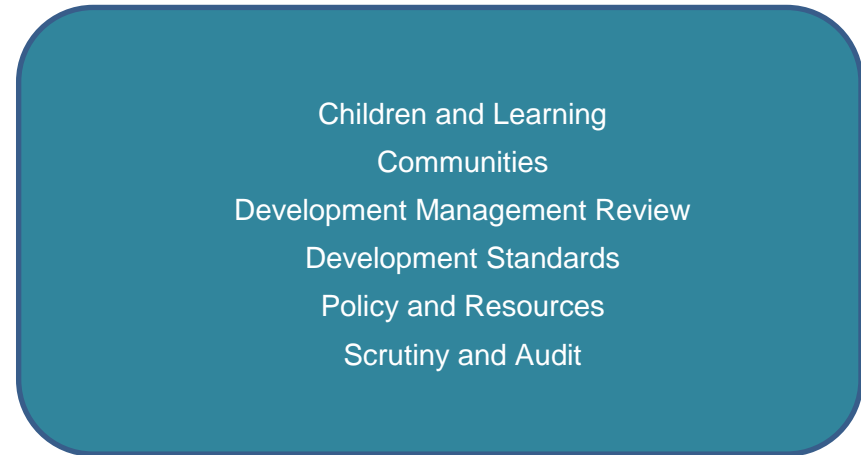 Children and Learning
Communities
Development Management Review
Development Standards
Policy and Resources
Scrutiny and Audit